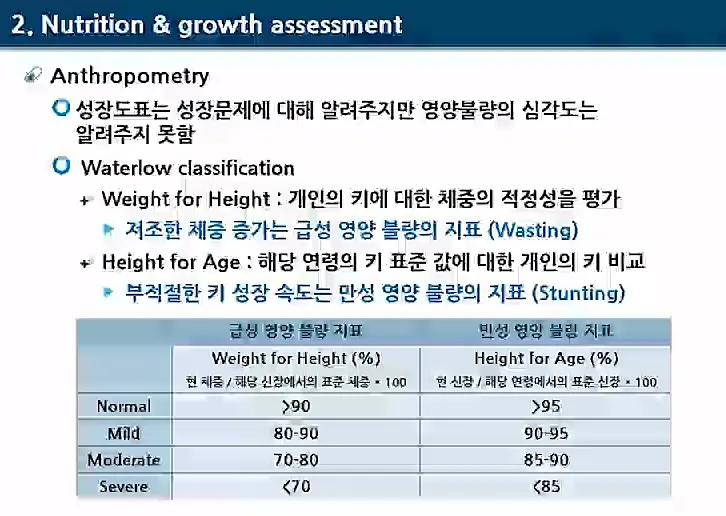 2. Nutrition & growth assessment
Anthropometry
성장도표는 성장문제에 대해 알려주지만 영양불량의 심각도는
알려주지 못함
Waterlow classification
+ Weight for Height : 개인의 키에 대한 체중의 적정성을 평가
저조한 체중 증가는 급성 영양 불량의 지표 (Wasting)
+ Height for Age : 해당 연령의 키 표준 값에 대한 개인의 키 비교
부적절한 키 성장 속도는 만성 영양 불량의 지표 (Stunting)
급성 영양 불량 지표 만성 영양 불량 지표
Weight for Height (%) Height for Age (%)
현 체중 / 해당 신장에서의 표준 체중 * 100 현 신장 / 해당 연령에서의 표준 신장 * 100
Normal >90 >95
Mild 80-90 90-95
Moderate 70-80 85-90
Severe <70 <85